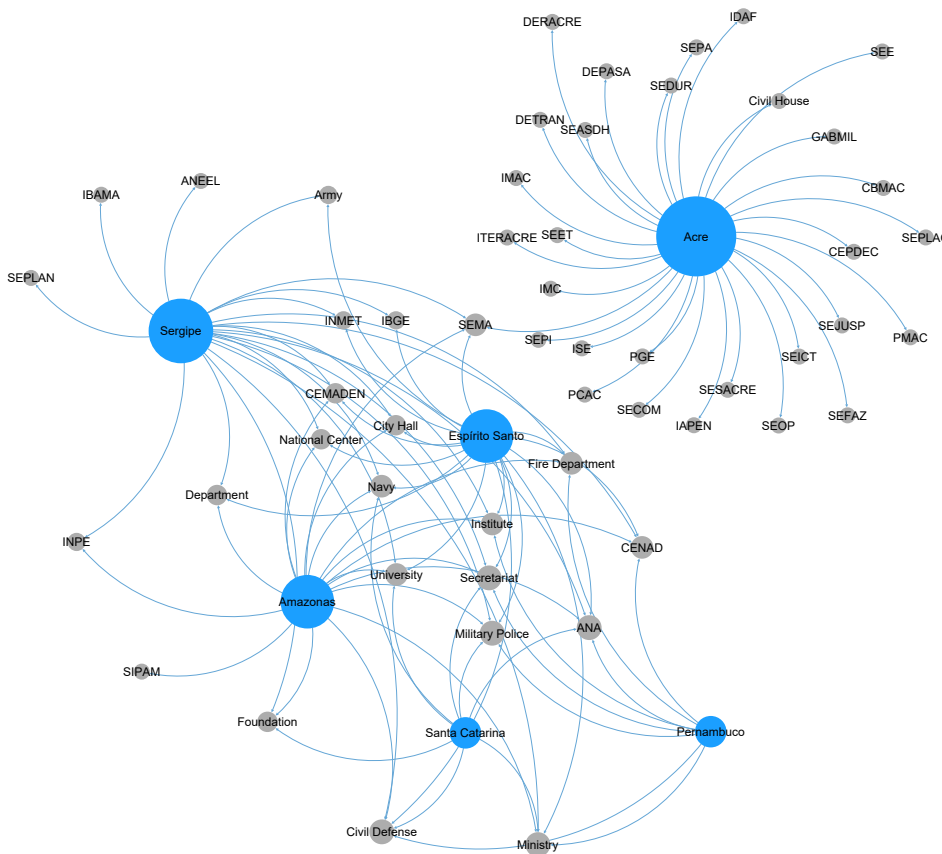 IDAF
DERACRE
SEPA
SEE
DEPASA
SEDUR
Civil House
DETRAN
SEASDH
GABMIL
IMAC
ANEEL
CBMAC
IBAMA
Army
ITERACRE
SEET
Acre
SEPLAC
CEPDEC
SEPLAN
IMC
Sergipe
INMET
IBGE
SEMA
SEJUSP
SEPI
PMAC
ISE
PGE
SEICT
CEMADEN
PCAC
SESACRE
SECOM
SEFAZ
IAPEN
SEOP
City Hall
National Center
Espírito Santo
Fire Department
Navy
Department
Institute
INPE
CENAD
University
Secretariat
Amazonas
Military Police
ANA
SIPAM
Foundation
Santa Catarina
Pernambuco
Civil Defense
Ministry